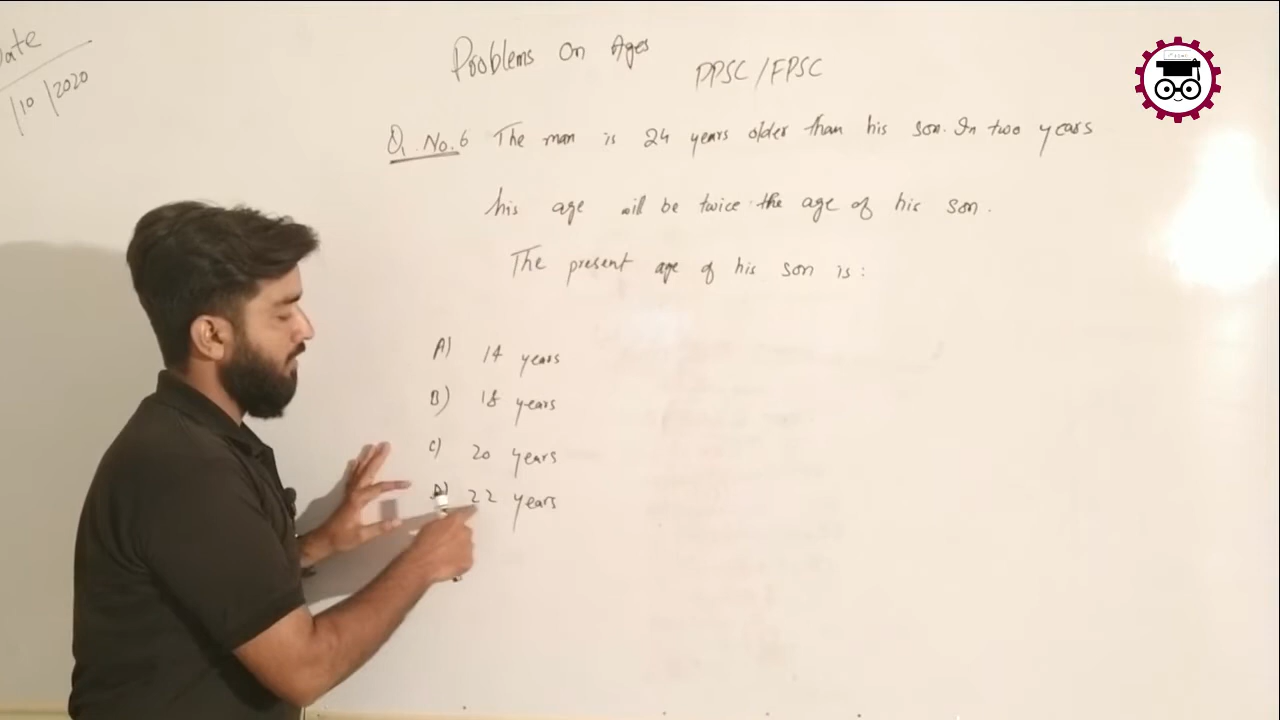 Date
/10/2020
Problems On Ages
PPSC/FPSC
Q. No.6 The man is 24 years older than his son. In two years
his age will be twice the age of his son.
The present age of his son is:
A) 14 years
B) 18 years
C) 20 years
D) 22 years